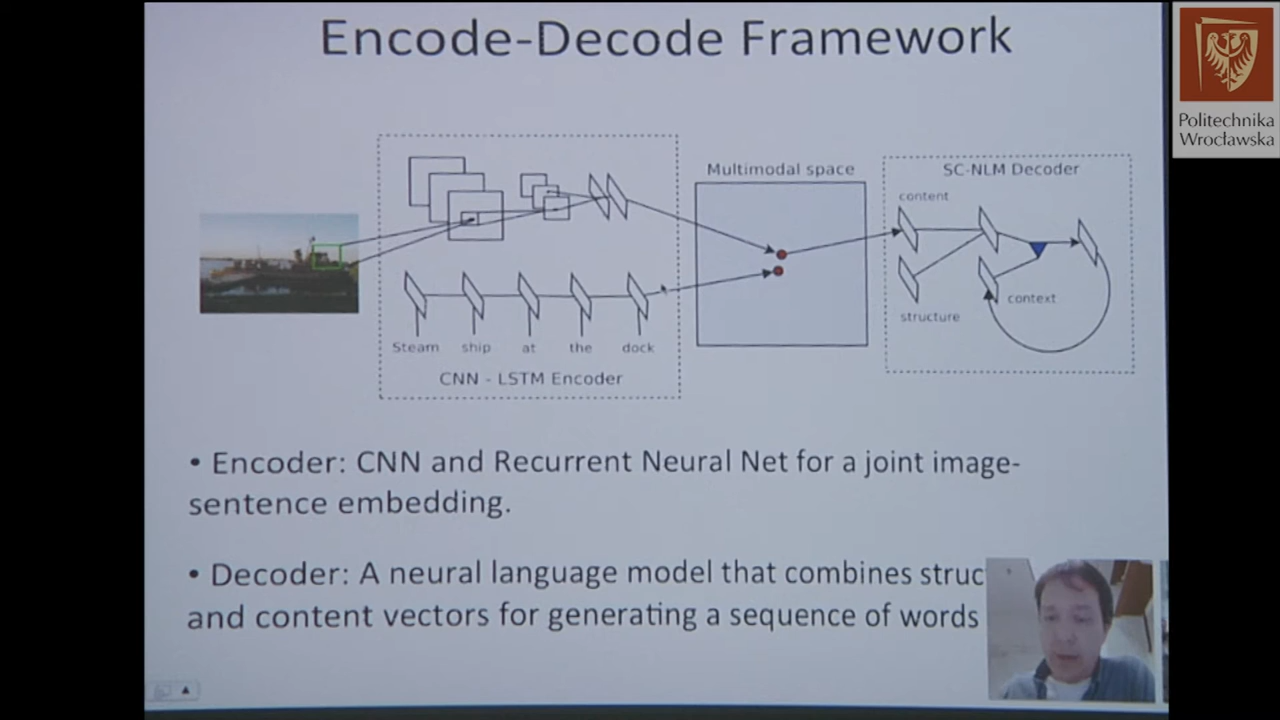 Encode-Decode Framework
Politechnika
Wrocławska
Multimodal space
SC-NLM Decoder
content
structure
context
Steam ship at the dock
CNN - LSTM Encoder
• Encoder: CNN and Recurrent Neural Net for a joint image-
sentence embedding.
• Decoder: A neural language model that combines struc
and content vectors for generating a sequence of words